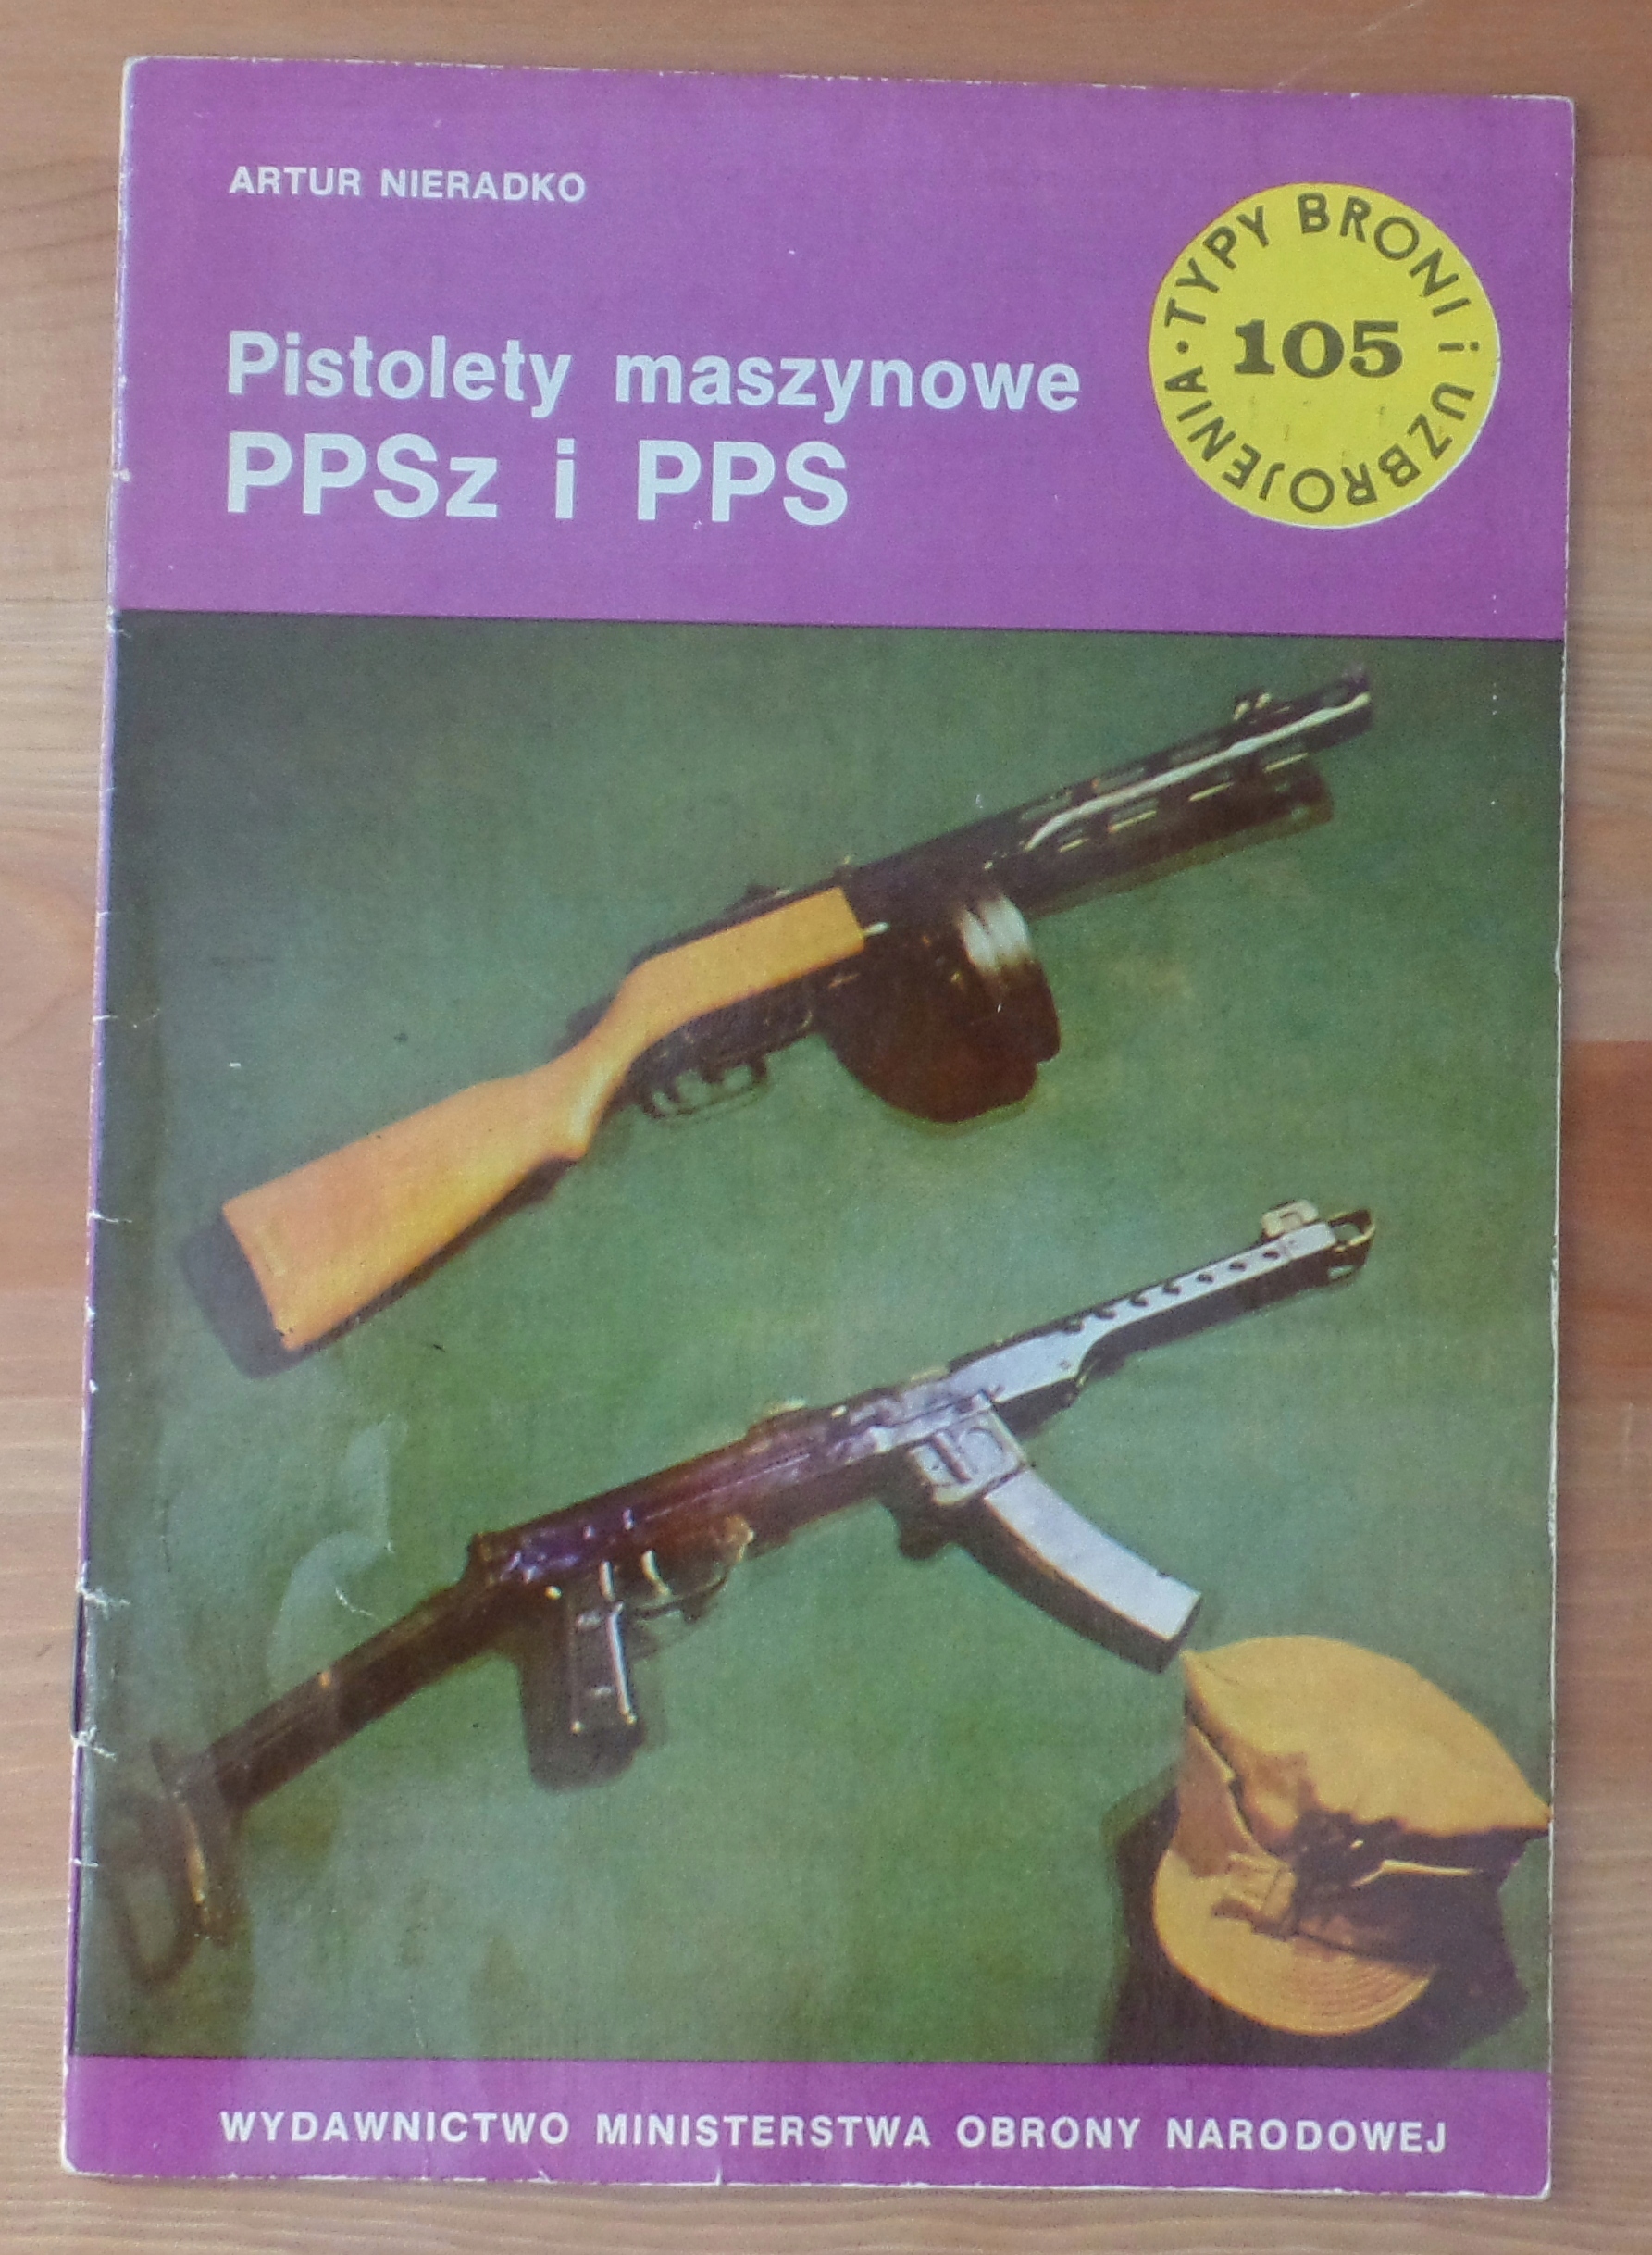 ARTUR NIERADKO
TYPY BRONI i UZBROJENIA •
105
Pistolety maszynowe
PPSz i PPS
WYDAWNICTWO MINISTERSTWA OBRONY NARODOWEJ